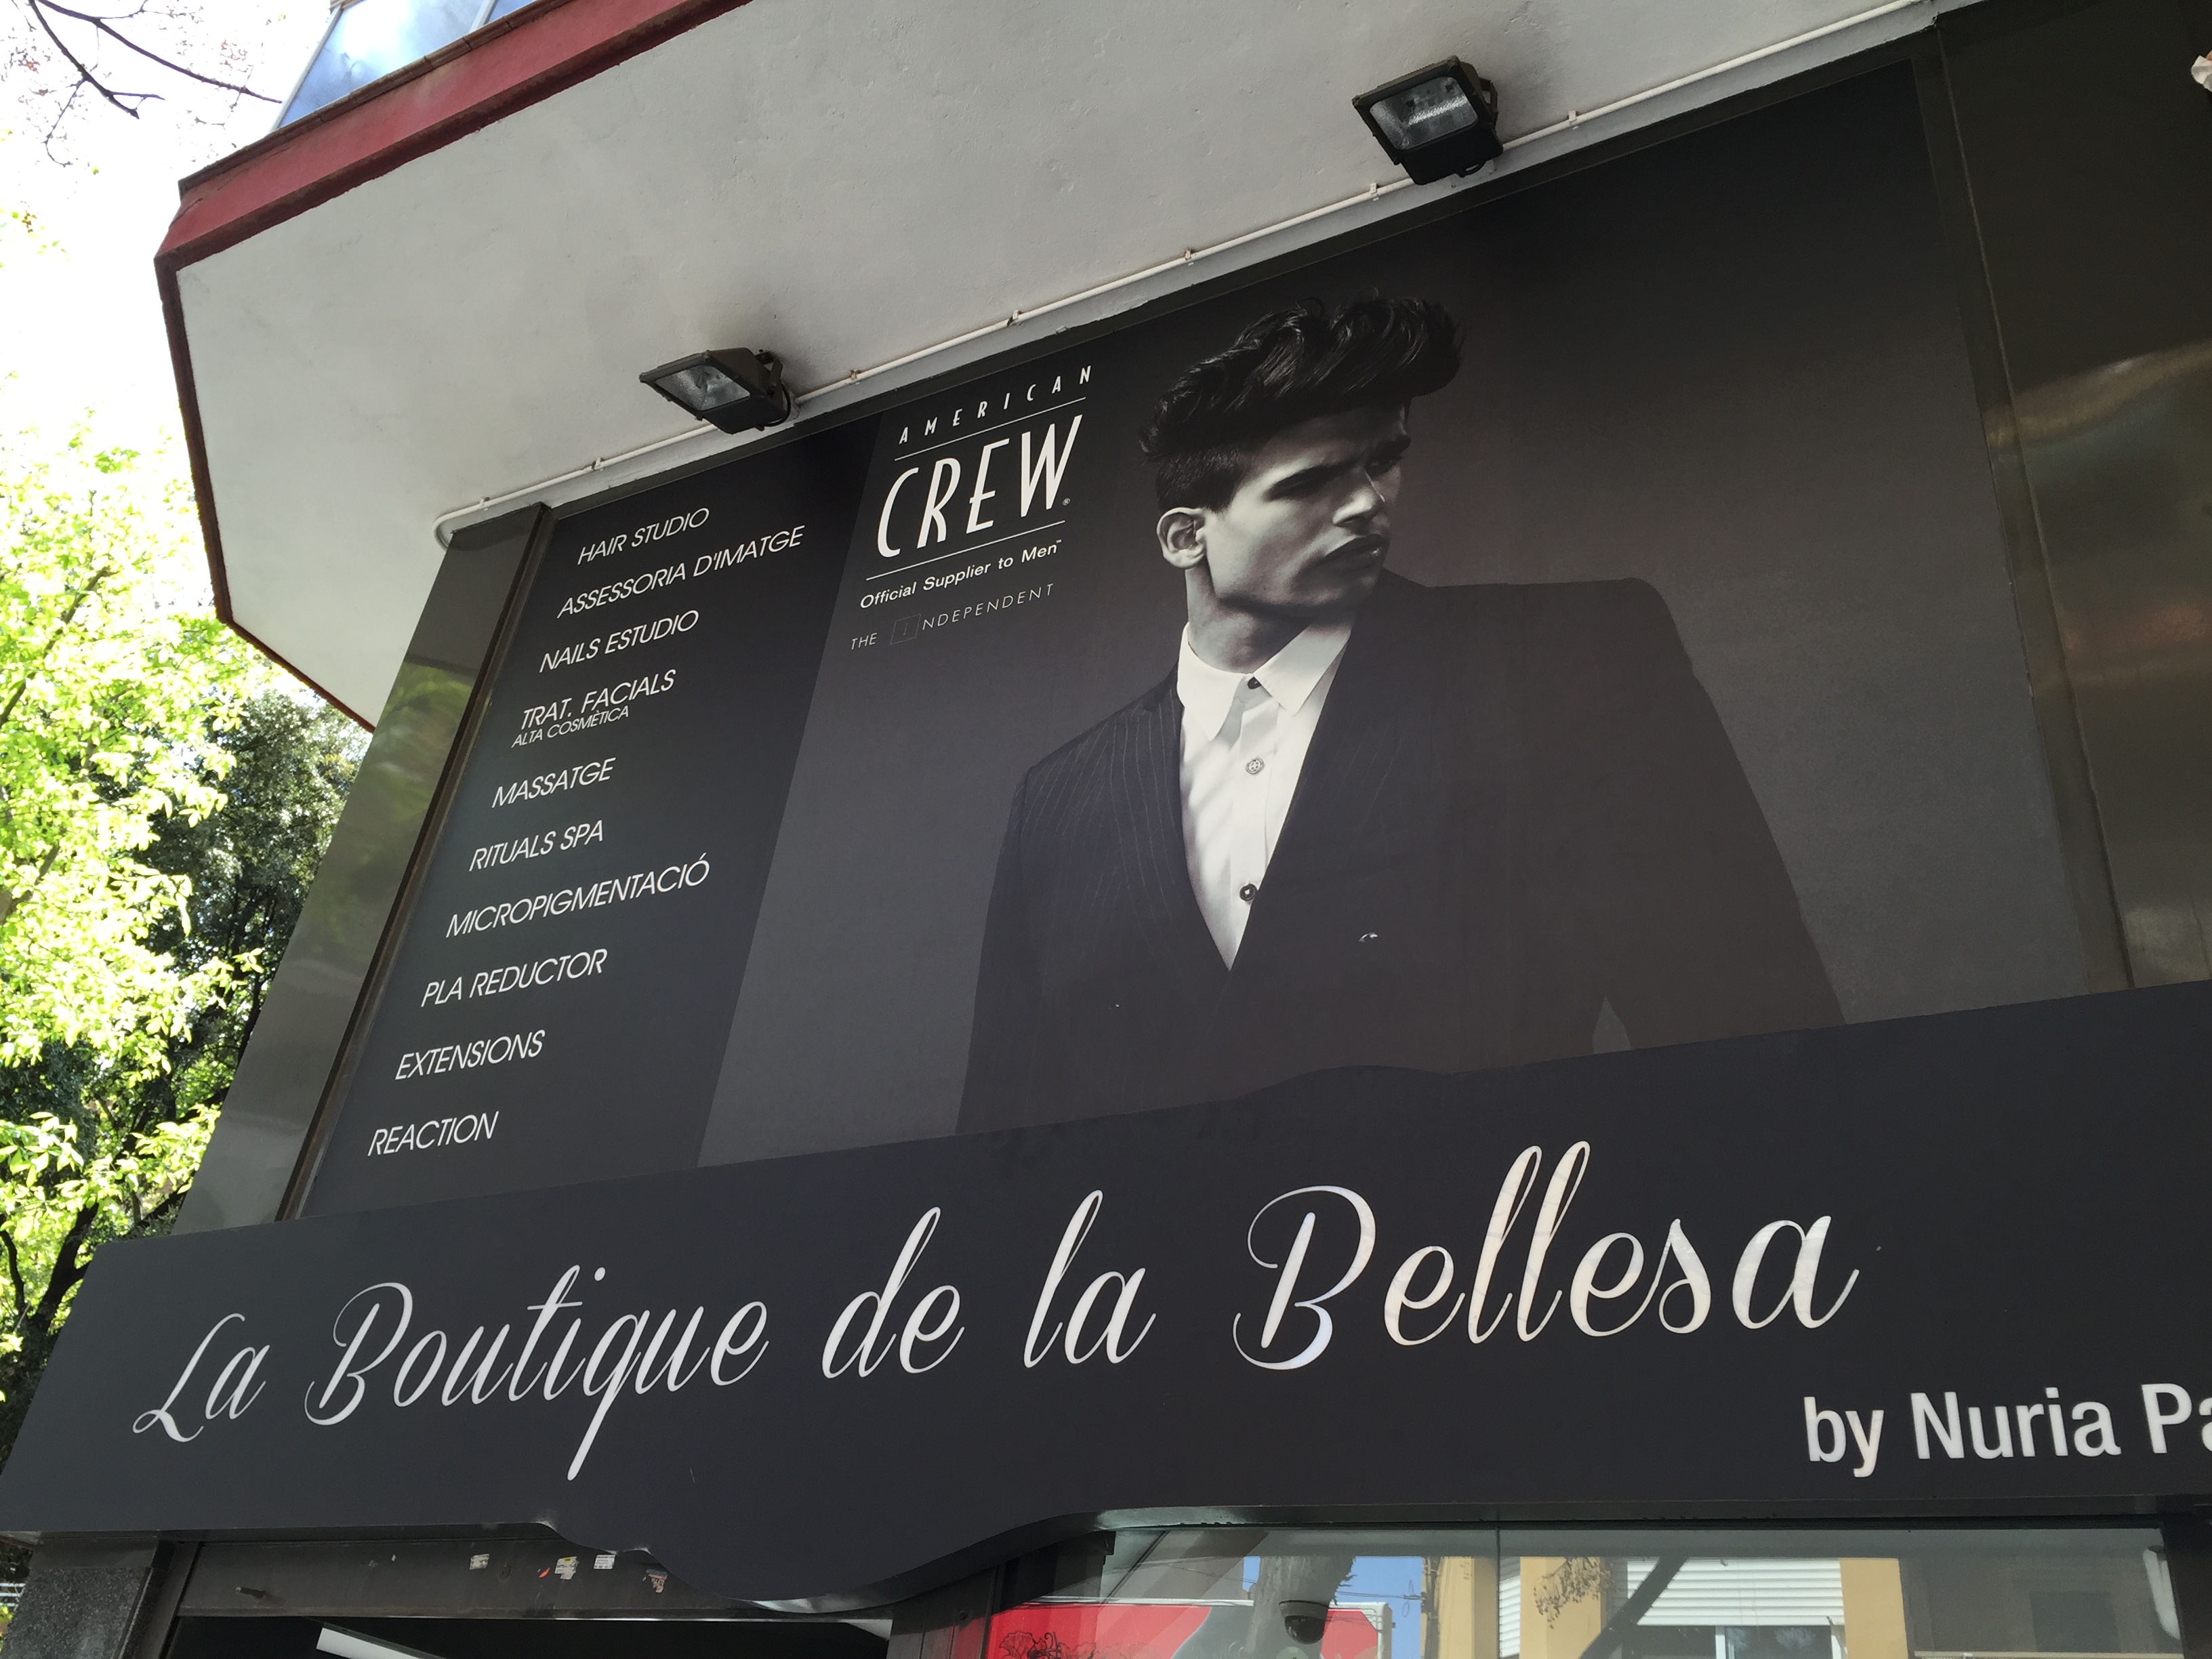 HAIR STUDIO
ASSESSORIA D'IMATGE
NAILS ESTUDIO
TRAT. FACIALS
ALTA COSMÈTICA
MASSATGE
RITUALS SPA
MICROPIGMENTACIÓ
PLA REDUCTOR
EXTENSIONS
REACTION
AMERICAN
CREW®
Official Supplier to Men™
THE INDEPENDENT
La Boutique de la Bellesa
by Nuria